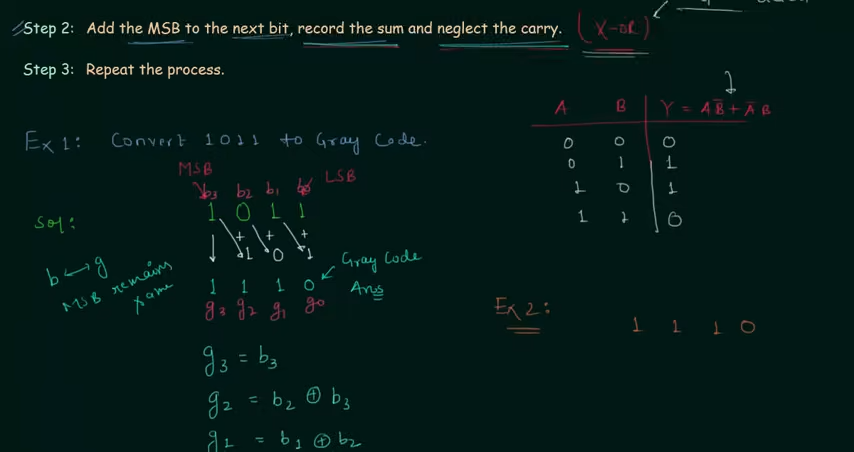 Step 2: Add the MSB to the next bit, record the sum and neglect the carry. (X-OR)
Step 3: Repeat the process.
A B Y = AB̅ + A̅B
0 0 0
0 1 1
1 0 1
1 1 0
Ex 1: Convert 1011 to Gray Code.
MSB LSB
b3 b2 b1 b0
Sol: 1 0 1 1
+ + +
1 0 1
b ↔ g
MSB remains same
1 1 1 0 Gray Code Ans
g3 g2 g1 g0
g3 = b3
g2 = b2 ⊕ b3
g1 = b1 ⊕ b2
Ex 2: 1 1 1 0